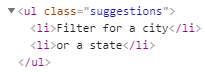 ▼<ul class="suggestions">
<li>Filter for a city</li>
<li>or a state</li>
</ul>